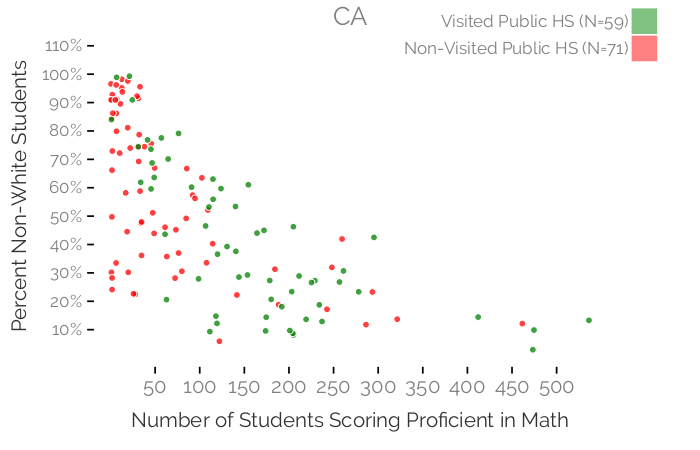 CA
Visited Public HS (N=59)
Non-Visited Public HS (N=71)
Percent Non-White Students
110%
100%
90%
80%
70%
60%
50%
40%
30%
20%
10%
50 100 150 200 250 300 350 400 450 500
Number of Students Scoring Proficient in Math